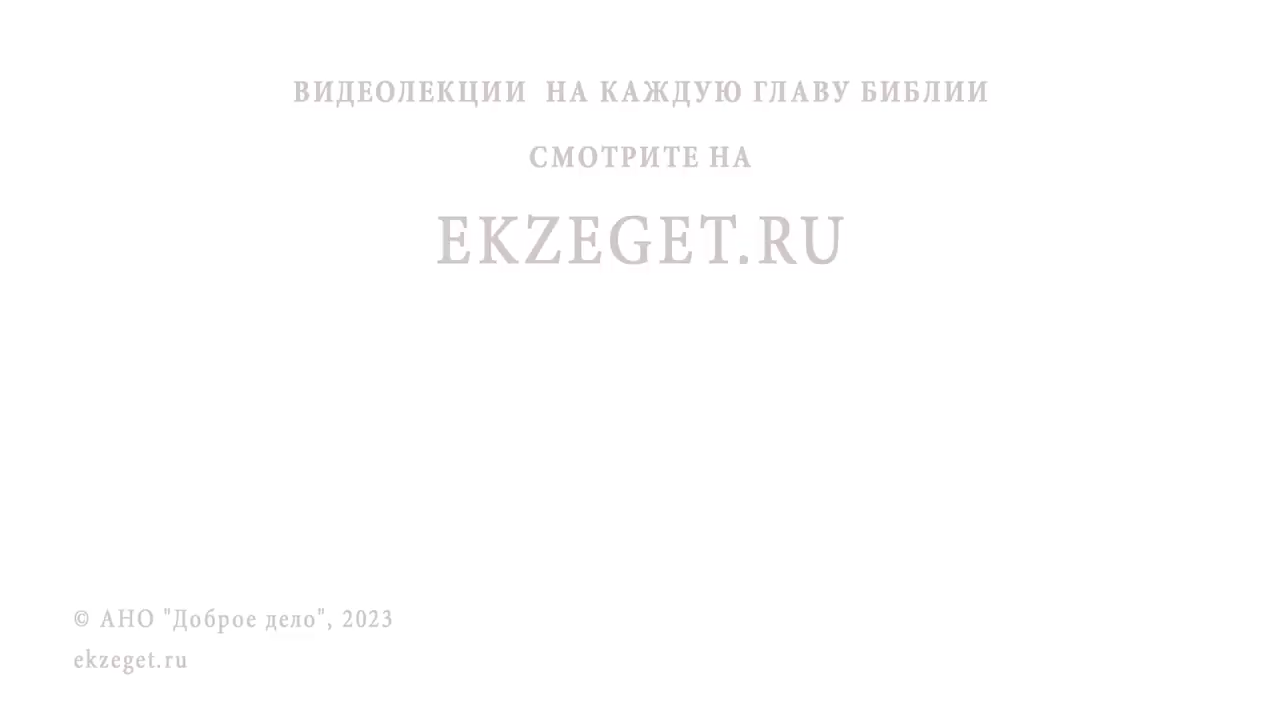 ВИДЕОЛЕКЦИИ НА КАЖДУЮ ГЛАВУ БИБЛИИ
СМОТРИТЕ НА
EKZEGET.RU
© АНО "Доброе дело", 2023
ekzeget.ru